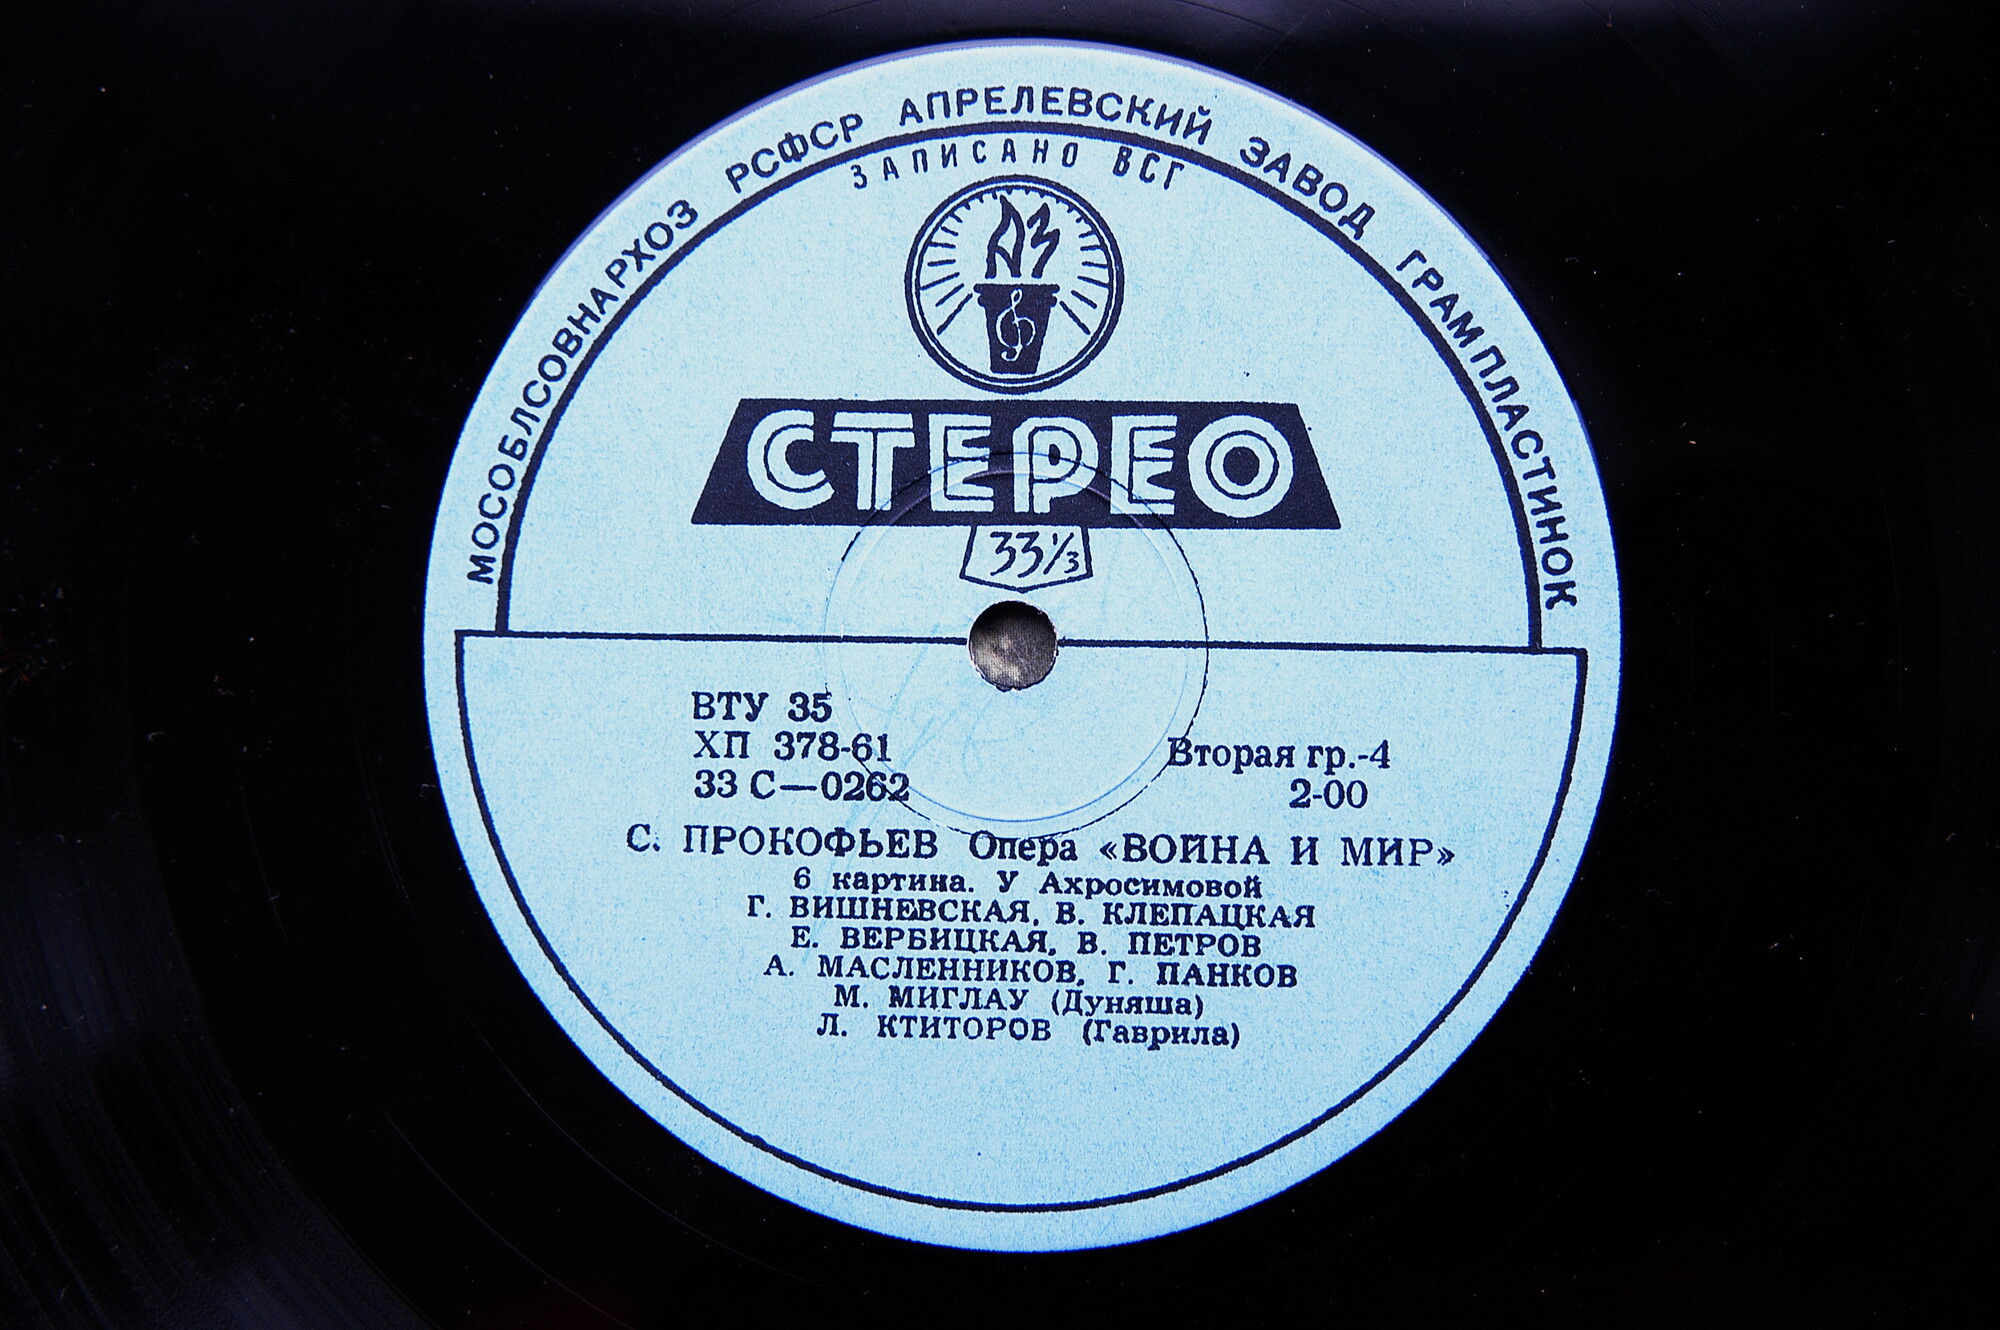 МОСОБЛСОВНАРХОЗ РСФСР АПРЕЛЕВСКИЙ ЗАВОД ГРАМПЛАСТИНОК
ЗАПИСАНО ВСГ
АЗ
СТЕРЕО
33⅓
ВТУ 35
ХП 378-61
Вторая гр.-4
33 С—0262
2-00
С. ПРОКОФЬЕВ Опера «ВОЙНА И МИР»
6 картина. У Ахросимовой
Г. ВИШНЕВСКАЯ, В. КЛЕПАЦКАЯ
Е. ВЕРБИЦКАЯ, В. ПЕТРОВ
А. МАСЛЕННИКОВ, Г. ПАНКОВ
М. МИГЛАУ (Дуняша)
Л. КТИТОРОВ (Гаврила)